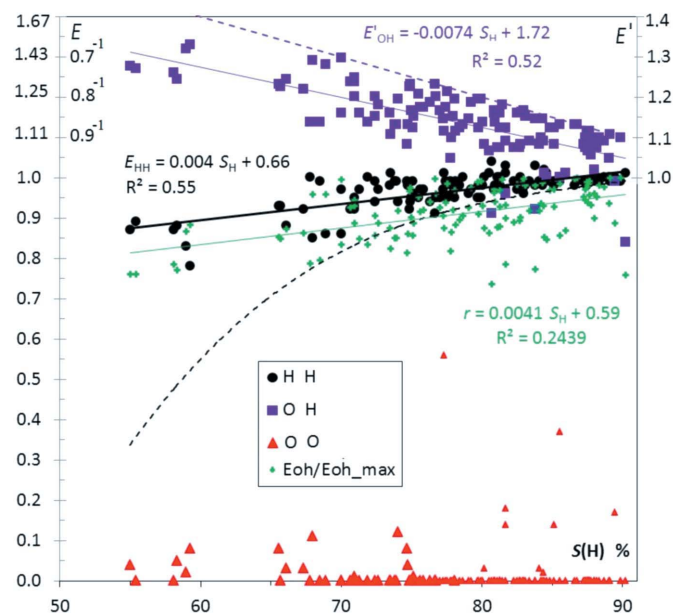 1.67 E E' 1.4
1.43 0.7⁻¹ E'OH = -0.0074 SH + 1.72 1.3
R² = 0.52
1.25 0.8⁻¹ 1.2
1.11 0.9⁻¹ 1.1
EHH = 0.004 SH + 0.66
R² = 0.55
1.0 1.0
0.9
0.8
0.7
r = 0.0041 SH + 0.59
R² = 0.2439
0.6
0.5
H H
0.4
O H
O O
0.3
Eoh/Eoh_max
0.2
0.1
S(H) %
0.0
50 60 70 80 90